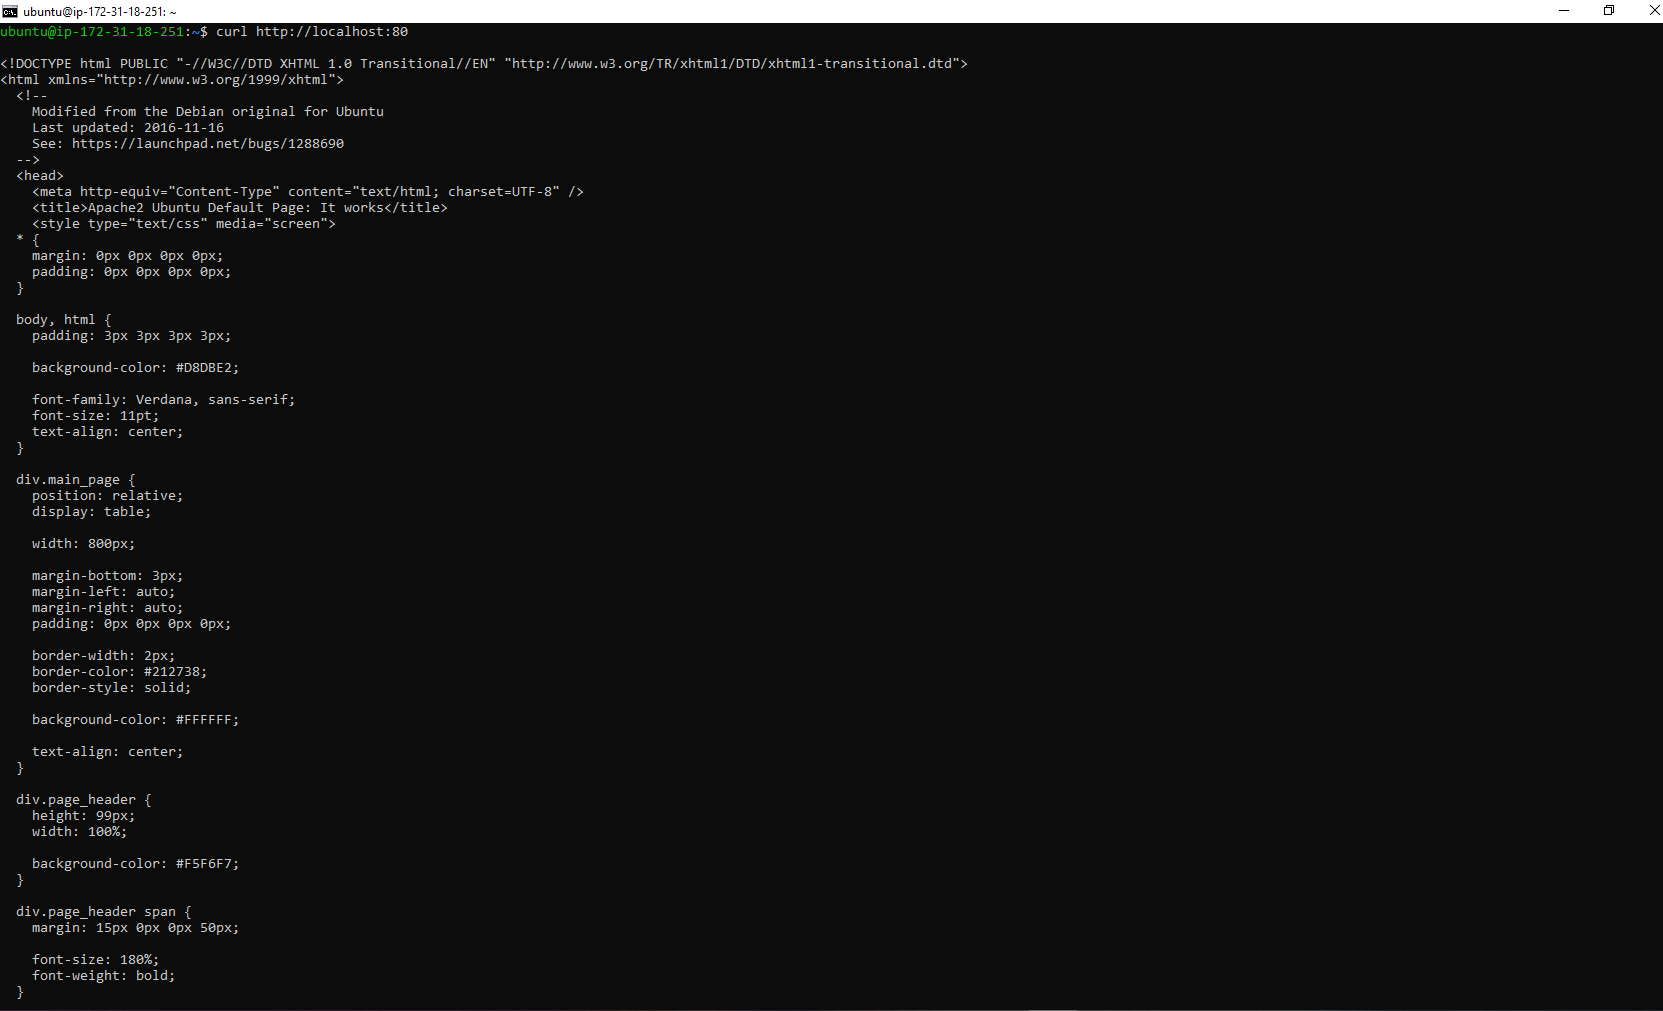 ubuntu@ip-172-31-18-251: ~
ubuntu@ip-172-31-18-251:~$ curl http://localhost:80
<!DOCTYPE html PUBLIC "-//W3C//DTD XHTML 1.0 Transitional//EN" "http://www.w3.org/TR/xhtml1/DTD/xhtml1-transitional.dtd">
<html xmlns="http://www.w3.org/1999/xhtml">
  <!--
    Modified from the Debian original for Ubuntu
    Last updated: 2016-11-16
    See: https://launchpad.net/bugs/1288690
  -->
  <head>
    <meta http-equiv="Content-Type" content="text/html; charset=UTF-8" />
    <title>Apache2 Ubuntu Default Page: It works</title>
    <style type="text/css" media="screen">
  * {
    margin: 0px 0px 0px 0px;
    padding: 0px 0px 0px 0px;
  }
  body, html {
    padding: 3px 3px 3px 3px;
    background-color: #D8DBE2;
    font-family: Verdana, sans-serif;
    font-size: 11pt;
    text-align: center;
  }
  div.main_page {
    position: relative;
    display: table;
    width: 800px;
    margin-bottom: 3px;
    margin-left: auto;
    margin-right: auto;
    padding: 0px 0px 0px 0px;
    border-width: 2px;
    border-color: #212738;
    border-style: solid;
    background-color: #FFFFFF;
    text-align: center;
  }
  div.page_header {
    height: 99px;
    width: 100%;
    background-color: #F5F6F7;
  }
  div.page_header span {
    margin: 15px 0px 0px 50px;
    font-size: 180%;
    font-weight: bold;
  }